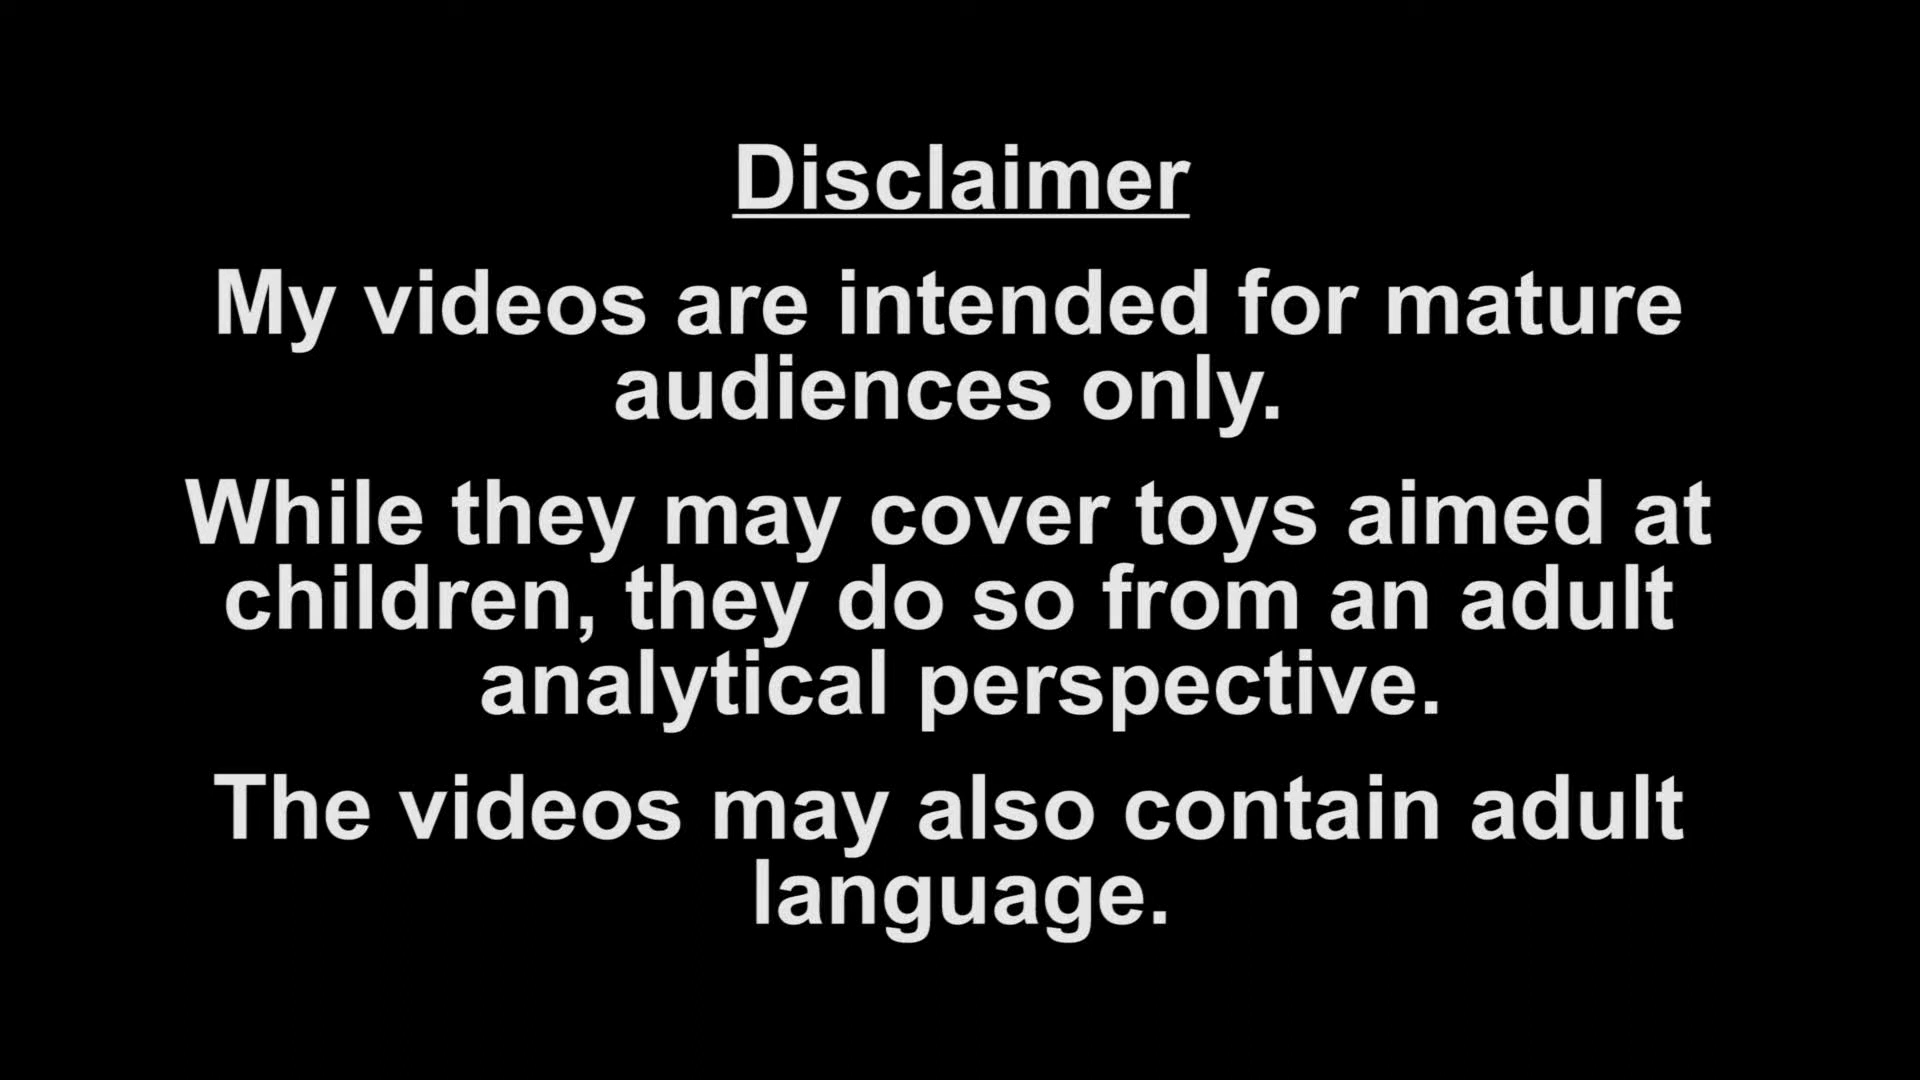 Disclaimer
My videos are intended for mature
audiences only.
While they may cover toys aimed at
children, they do so from an adult
analytical perspective.
The videos may also contain adult
language.